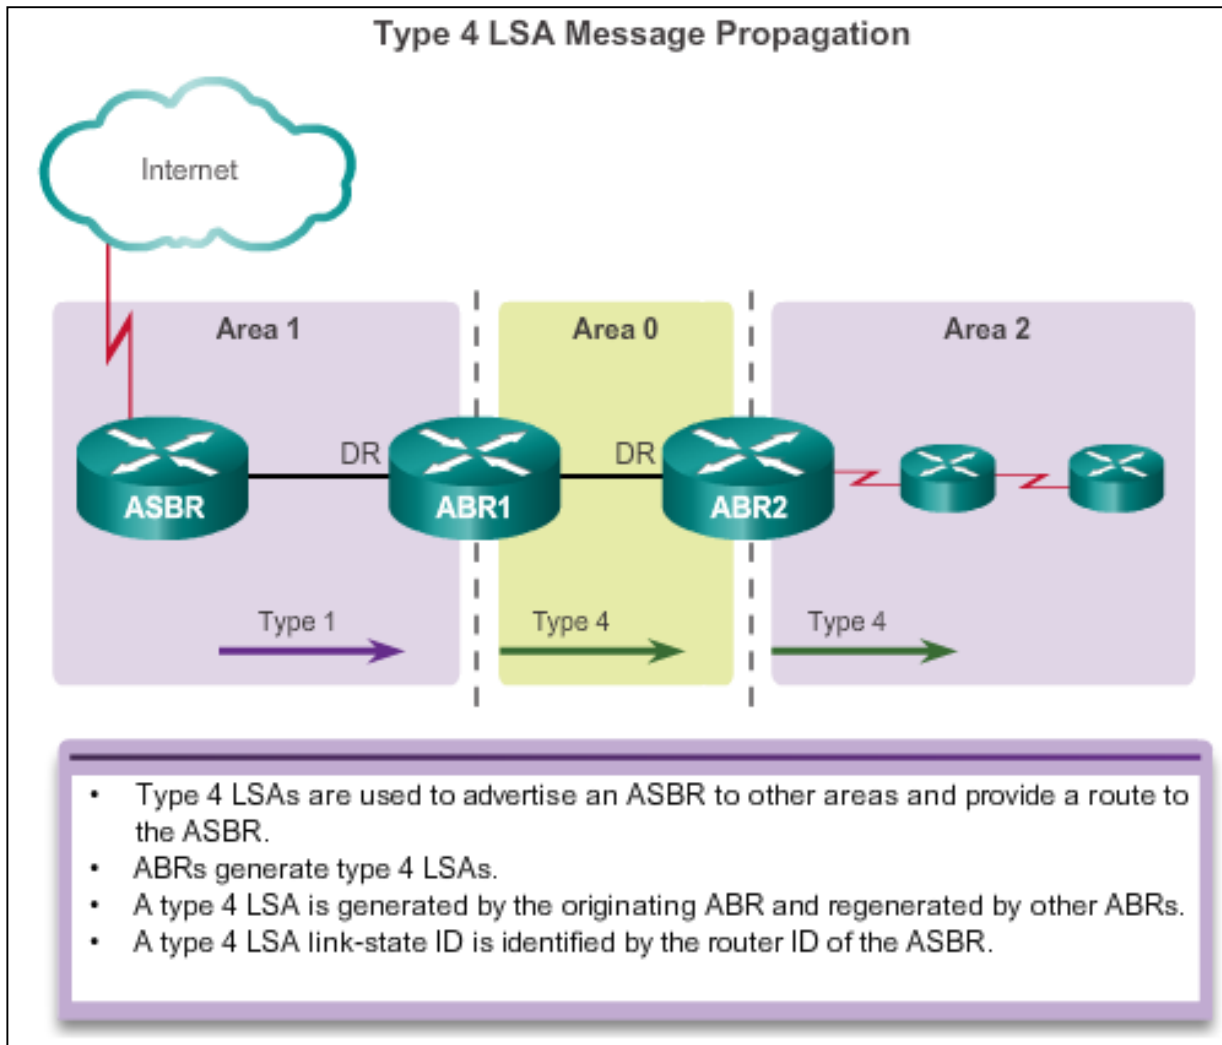 Type 4 LSA Message Propagation
Internet
Area 1
Area 0
Area 2
DR
DR
ASBR
ABR1
ABR2
Type 1
Type 4
Type 4
• Type 4 LSAs are used to advertise an ASBR to other areas and provide a route to
the ASBR.
• ABRs generate type 4 LSAs.
• A type 4 LSA is generated by the originating ABR and regenerated by other ABRs.
• A type 4 LSA link-state ID is identified by the router ID of the ASBR.